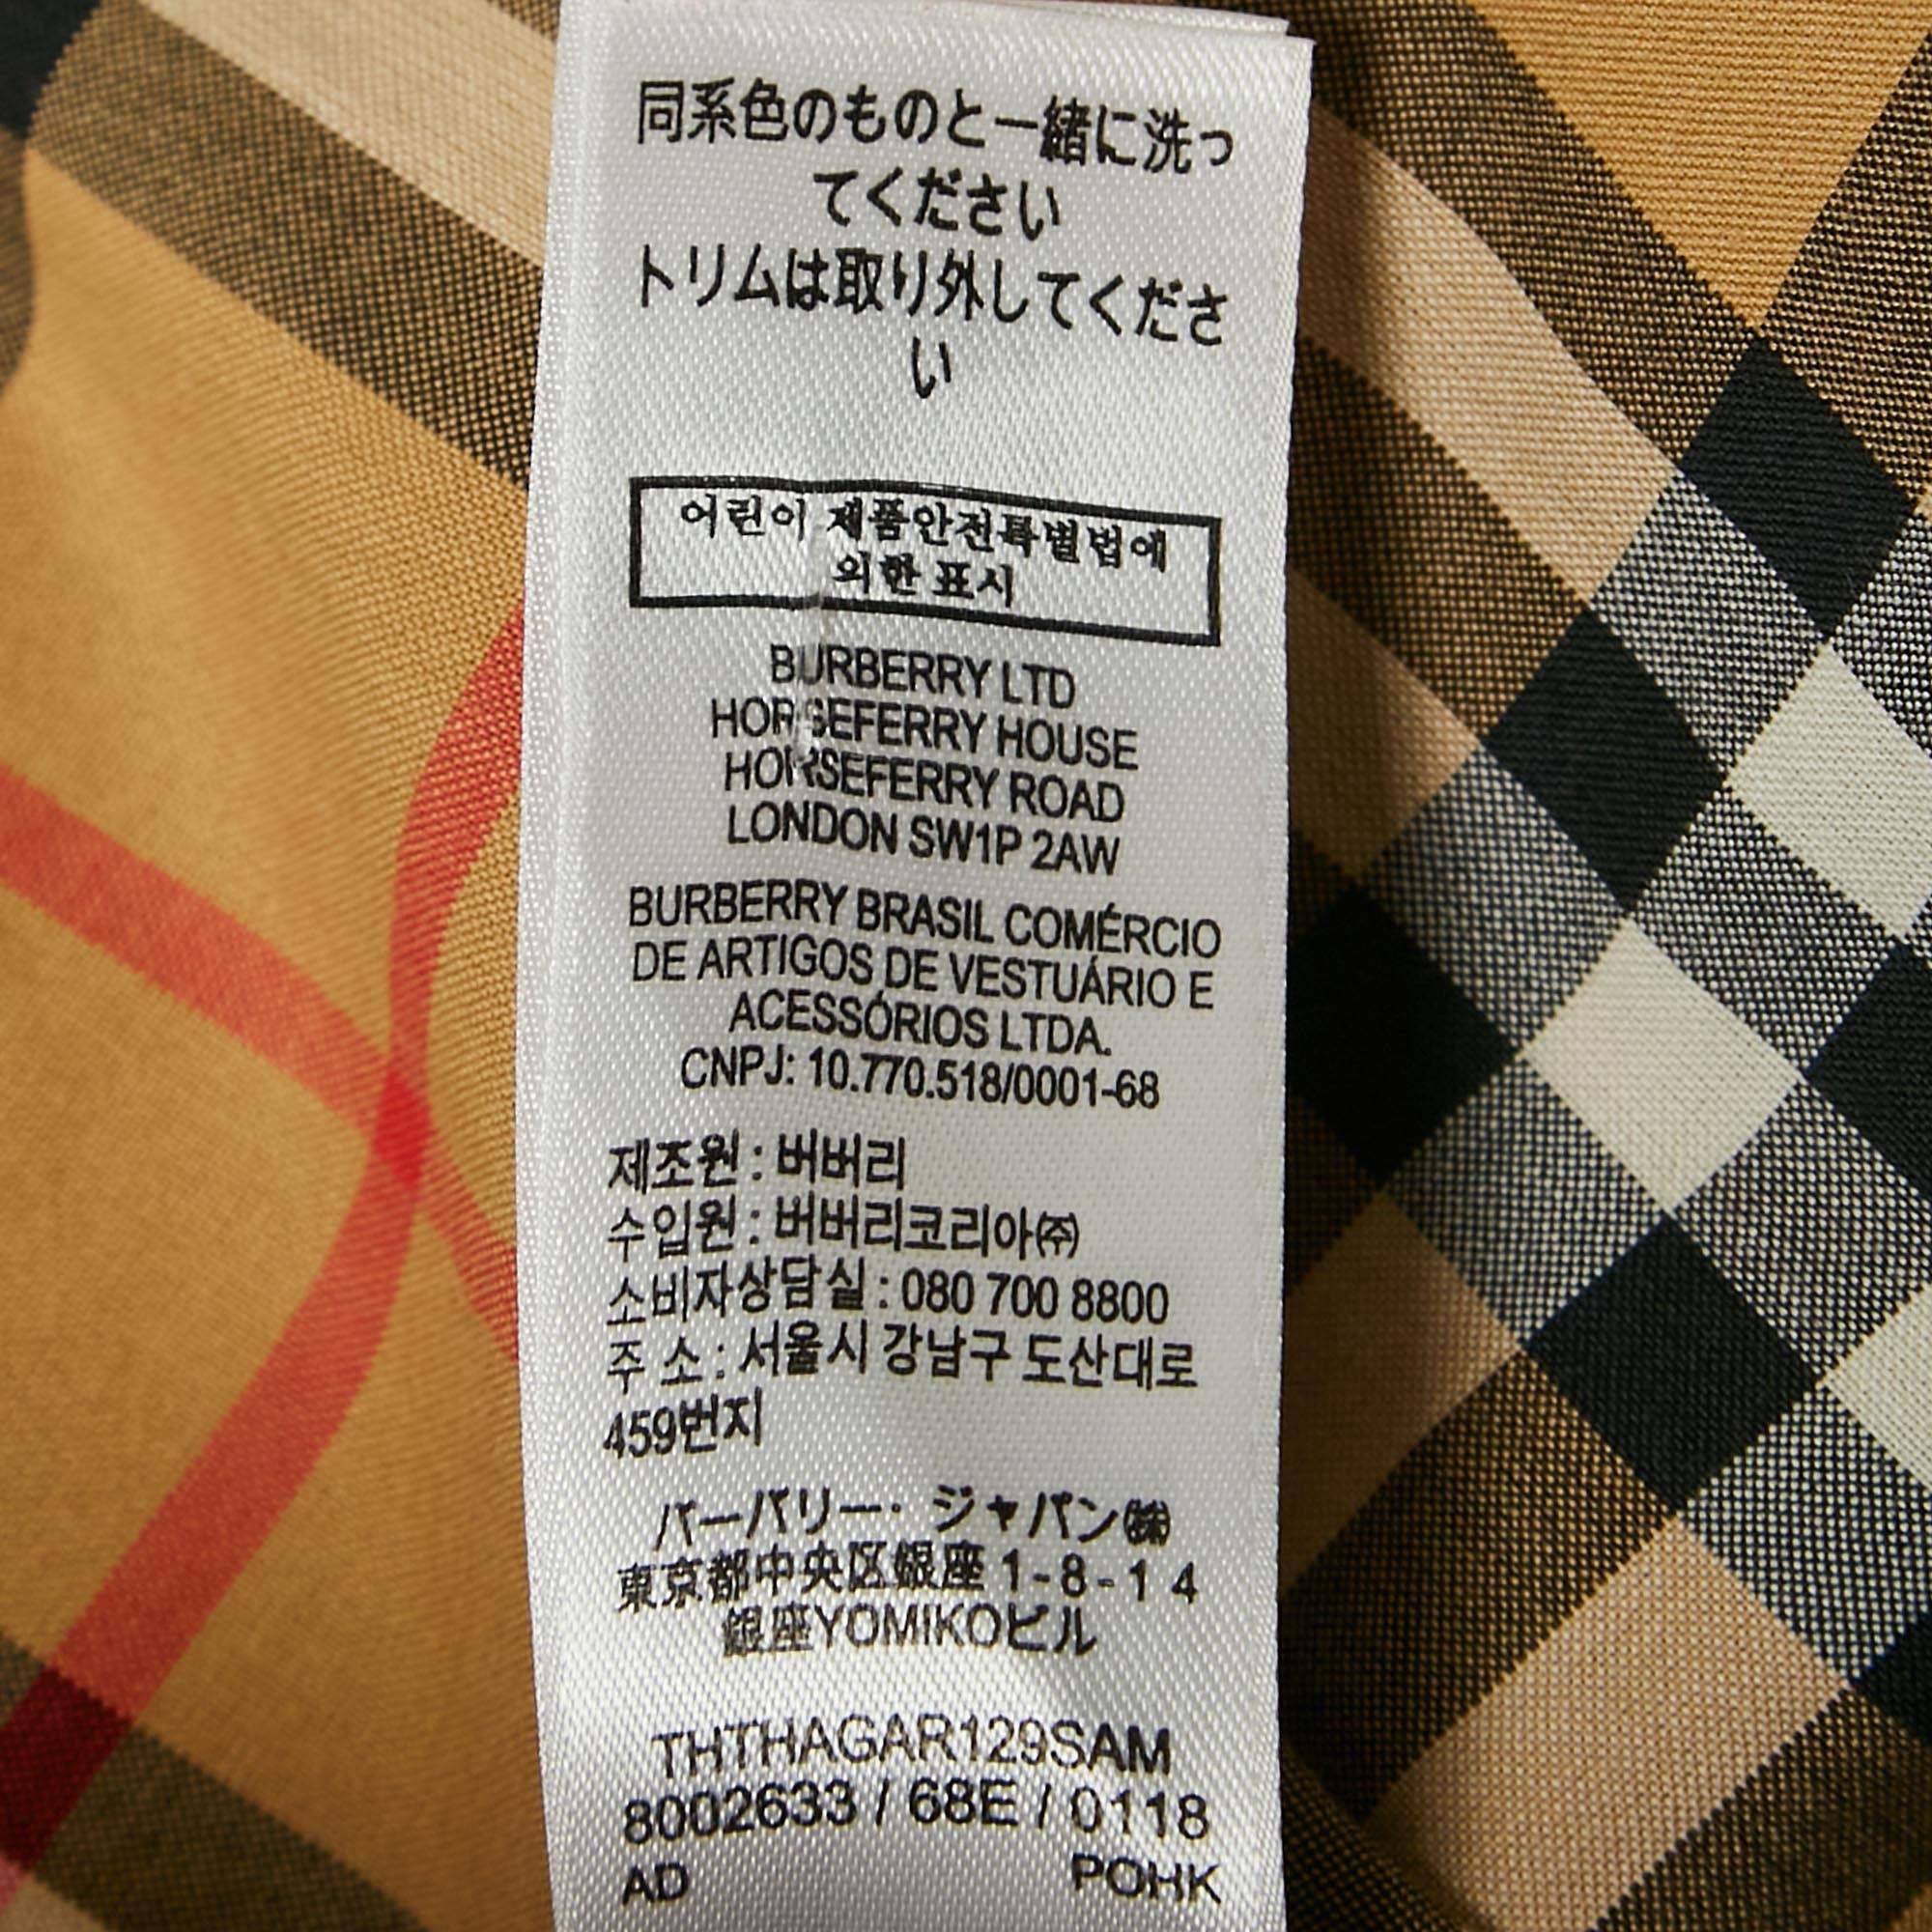 同系色のものと一緒に洗っ
てください
トリムは取り外してくださ
い
어린이 제품안전특별법에
의한 표시
BURBERRY LTD
HORSEFERRY HOUSE
HORSEFERRY ROAD
LONDON SW1P 2AW
BURBERRY BRASIL COMÉRCIO
DE ARTIGOS DE VESTUÁRIO E
ACESSÓRIOS LTDA.
CNPJ: 10.770.518/0001-68
제조원 : 버버리
수입원 : 버버리코리아㈜
소비자상담실 : 080 700 8800
주 소 : 서울시 강남구 도산대로
459번지
バーバリー・ジャパン㈱
東京都中央区銀座1-8-14
銀座YOMIKOビル
THTHAGAR129SAM
8002633 / 68E / 0118
AD POHK